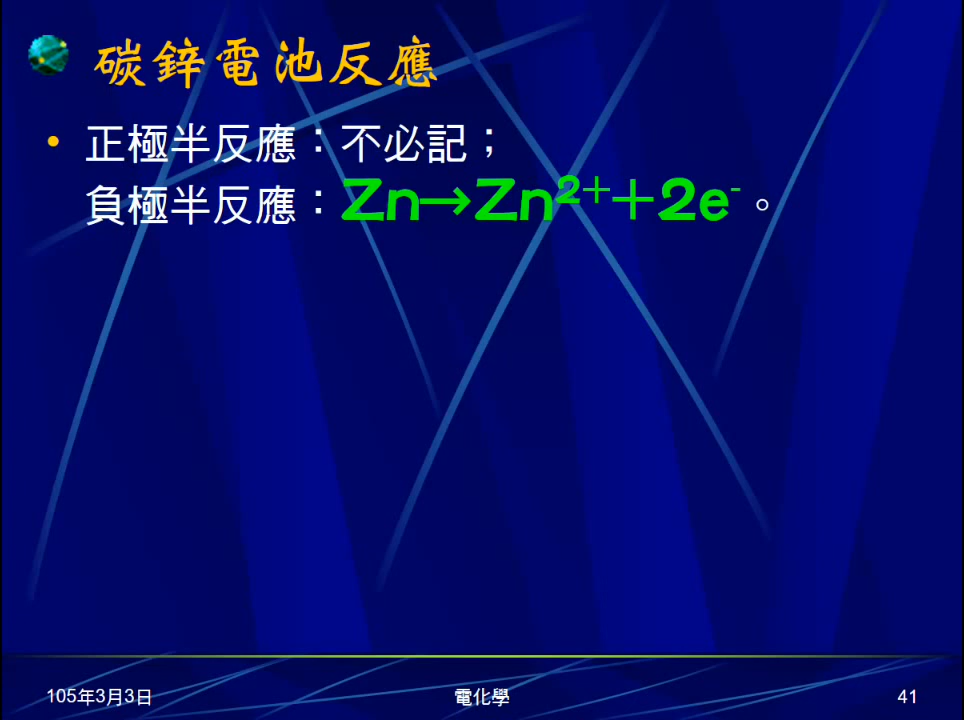 碳鋅電池反應
• 正極半反應：不必記；
負極半反應：Zn→Zn²⁺＋2e⁻。
105年3月3日
電化學
41